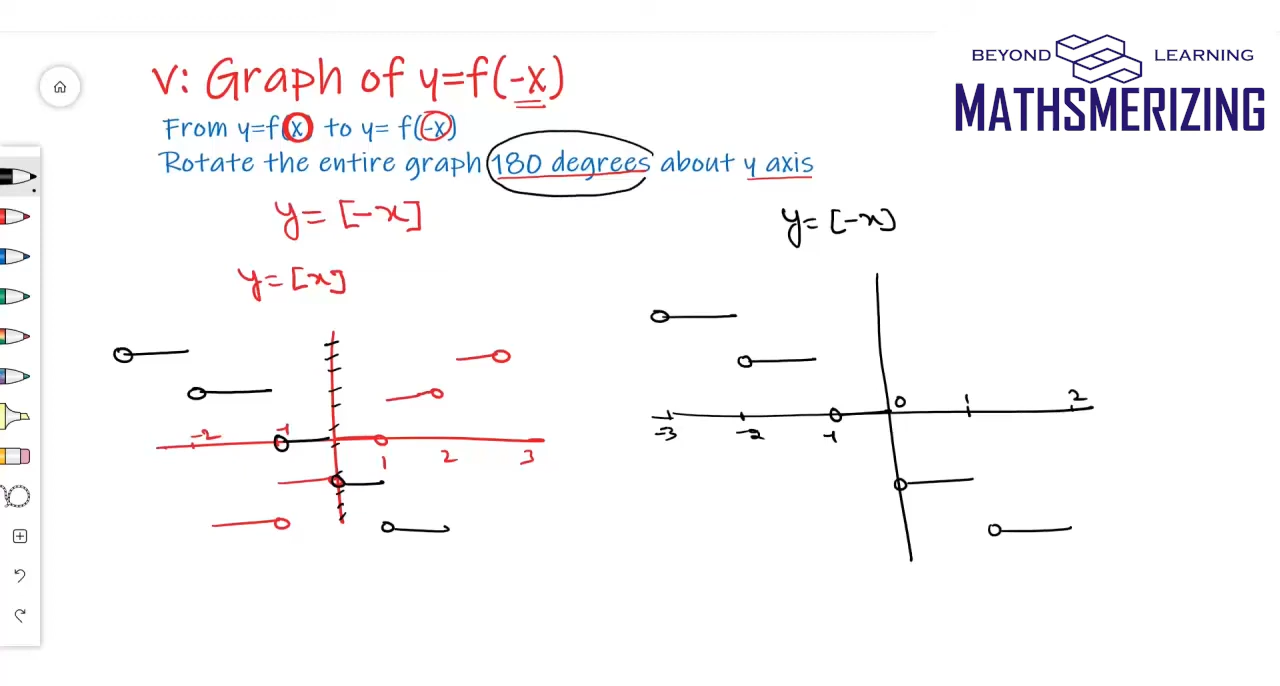 BEYOND LEARNING
MATHSMERIZING
v: Graph of y=f(-x)
From y=f(x) to y= f(-x)
Rotate the entire graph 180 degrees about y axis
y = [-x]
y = [x]
-2 -1 1 2 3
y = [-x]
-3 -2 -1 0 1 2